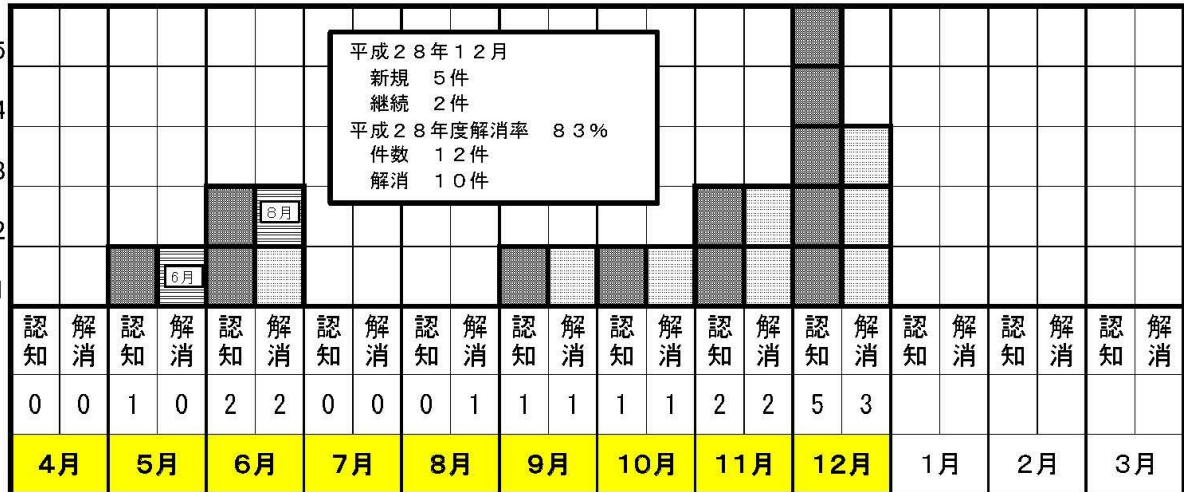 5
4
3
2
1
平成28年12月
新規 5件
継続 2件
平成28年度解消率 83%
件数 12件
解消 10件
8月
6月
認知 解消 認知 解消 認知 解消 認知 解消 認知 解消 認知 解消 認知 解消 認知 解消 認知 解消 認知 解消 認知 解消 認知 解消
0 0 1 0 2 2 0 0 0 1 1 1 1 1 2 2 5 3
4月 5月 6月 7月 8月 9月 10月 11月 12月 1月 2月 3月